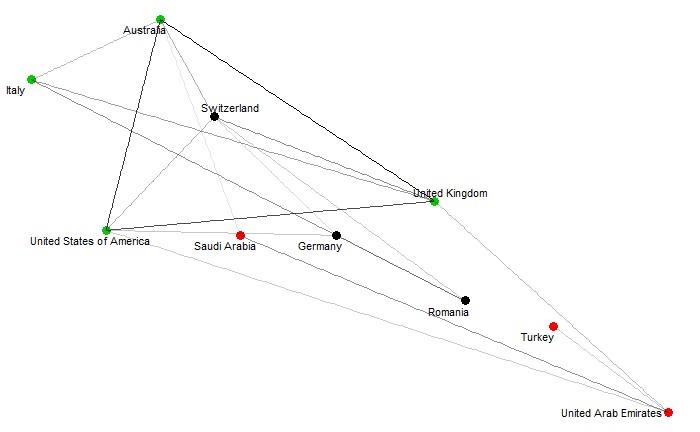 Australia
Italy
Switzerland
United Kingdom
United States of America
Saudi Arabia
Germany
Romania
Turkey
United Arab Emirates